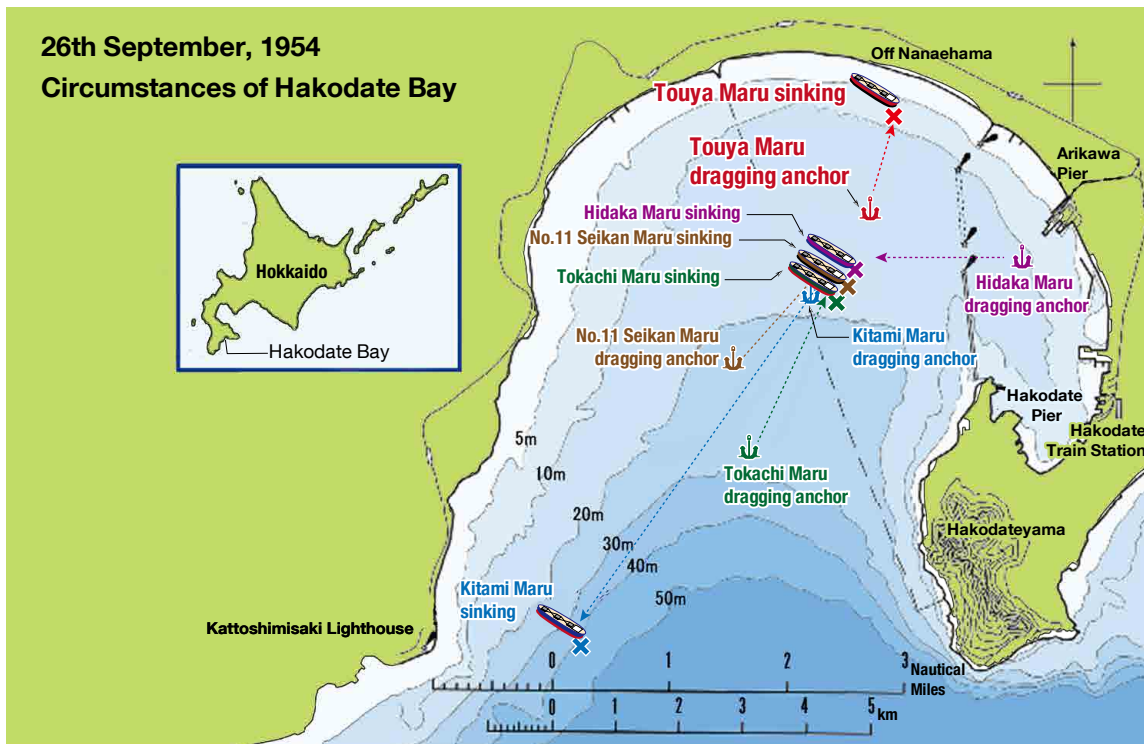 26th September, 1954
Circumstances of Hakodate Bay
Off Nanaehama
Touya Maru sinking
Touya Maru
dragging anchor
Arikawa
Pier
Hidaka Maru sinking
No.11 Seikan Maru sinking
Tokachi Maru sinking
Hokkaido
Hakodate Bay
Hidaka Maru
dragging anchor
No.11 Seikan Maru
dragging anchor
Kitami Maru
dragging anchor
Hakodate
Pier
Hakodate
Train Station
5m
10m
20m
30m
40m
50m
Tokachi Maru
dragging anchor
Hakodateyama
Kitami Maru
sinking
Kattoshimisaki Lighthouse
0 1 2 3 Nautical
Miles
0 1 2 3 4 5 km